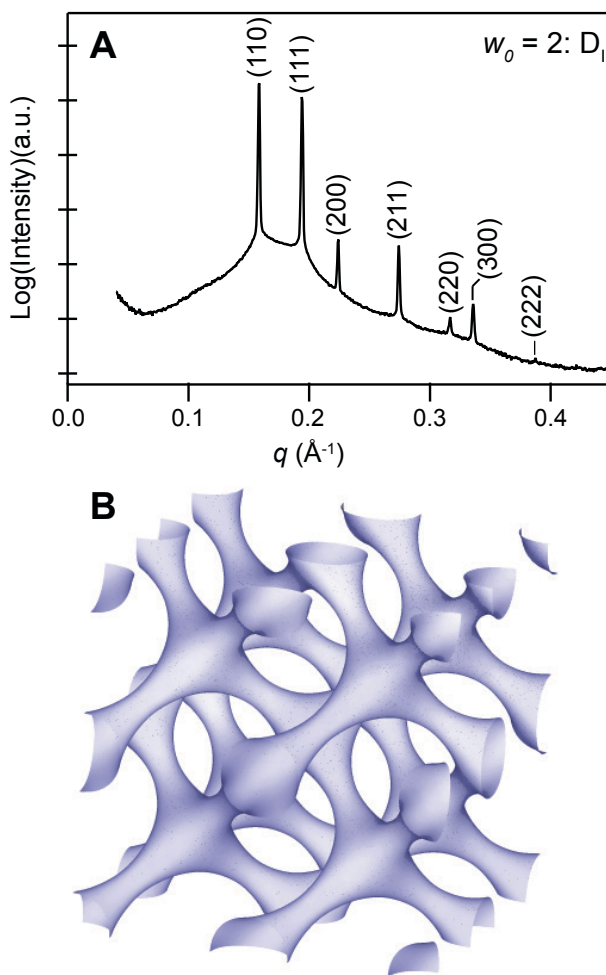 A
w₀ = 2: D_I
(110)
(111)
(200)
(211)
(220)
(300)
(222)
Log(Intensity)(a.u.)
0.0 0.1 0.2 0.3 0.4
q (Å⁻¹)
B